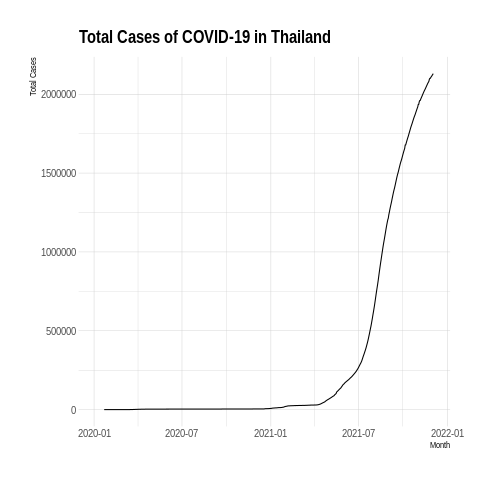 Total Cases of COVID-19 in Thailand
Total Cases
2000000
1500000
1000000
500000
0
2020-01 2020-07 2021-01 2021-07 2022-01
Month